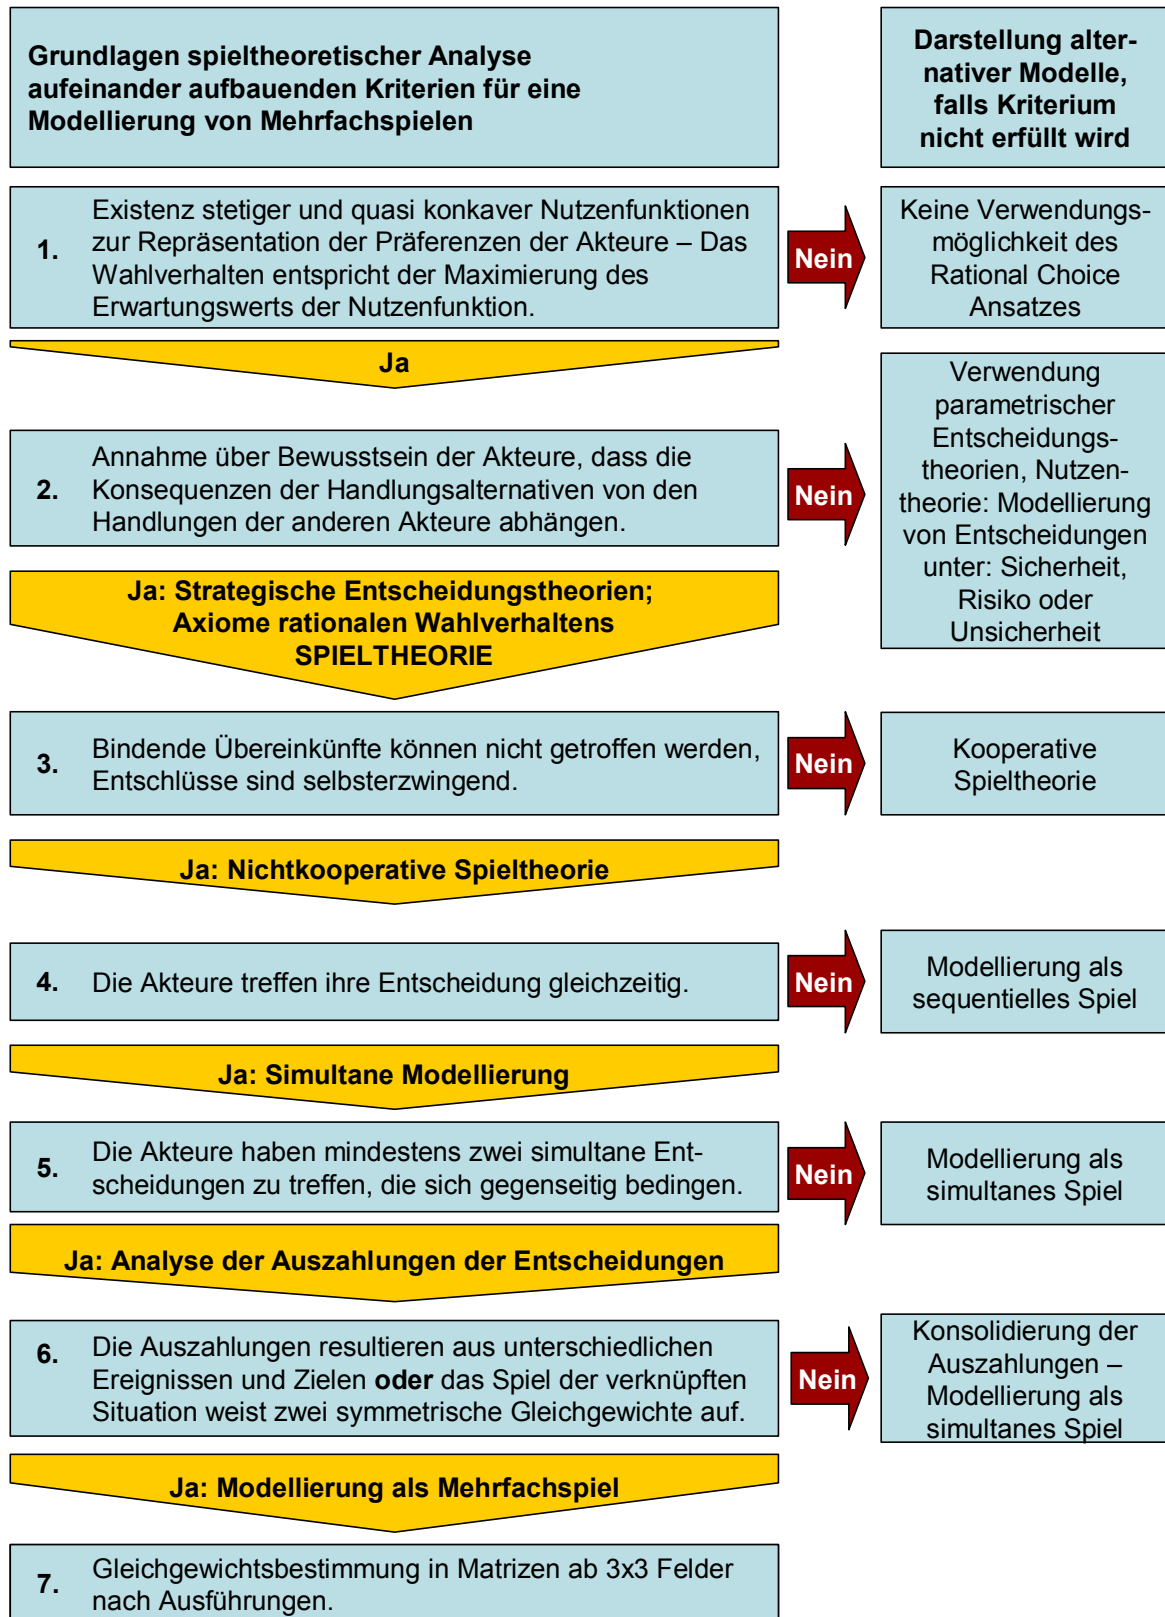 Grundlagen spieltheoretischer Analyse
aufeinander aufbauenden Kriterien für eine
Modellierung von Mehrfachspielen
Darstellung alter-
nativer Modelle,
falls Kriterium
nicht erfüllt wird
1.
Existenz stetiger und quasi konkaver Nutzenfunktionen
zur Repräsentation der Präferenzen der Akteure – Das
Wahlverhalten entspricht der Maximierung des
Erwartungswerts der Nutzenfunktion.
Nein
Keine Verwendungs-
möglichkeit des
Rational Choice
Ansatzes
Ja
2.
Annahme über Bewusstsein der Akteure, dass die
Konsequenzen der Handlungsalternativen von den
Handlungen der anderen Akteure abhängen.
Nein
Verwendung
parametrischer
Entscheidungs-
theorien, Nutzen-
theorie: Modellierung
von Entscheidungen
unter: Sicherheit,
Risiko oder
Unsicherheit
Ja: Strategische Entscheidungstheorien;
Axiome rationalen Wahlverhaltens
SPIELTHEORIE
3.
Bindende Übereinkünfte können nicht getroffen werden,
Entschlüsse sind selbsterzwingend.
Nein
Kooperative
Spieltheorie
Ja: Nichtkooperative Spieltheorie
4.
Die Akteure treffen ihre Entscheidung gleichzeitig.
Nein
Modellierung als
sequentielles Spiel
Ja: Simultane Modellierung
5.
Die Akteure haben mindestens zwei simultane Ent-
scheidungen zu treffen, die sich gegenseitig bedingen.
Nein
Modellierung als
simultanes Spiel
Ja: Analyse der Auszahlungen der Entscheidungen
6.
Die Auszahlungen resultieren aus unterschiedlichen
Ereignissen und Zielen oder das Spiel der verknüpften
Situation weist zwei symmetrische Gleichgewichte auf.
Nein
Konsolidierung der
Auszahlungen –
Modellierung als
simultanes Spiel
Ja: Modellierung als Mehrfachspiel
7.
Gleichgewichtsbestimmung in Matrizen ab 3x3 Felder
nach Ausführungen.